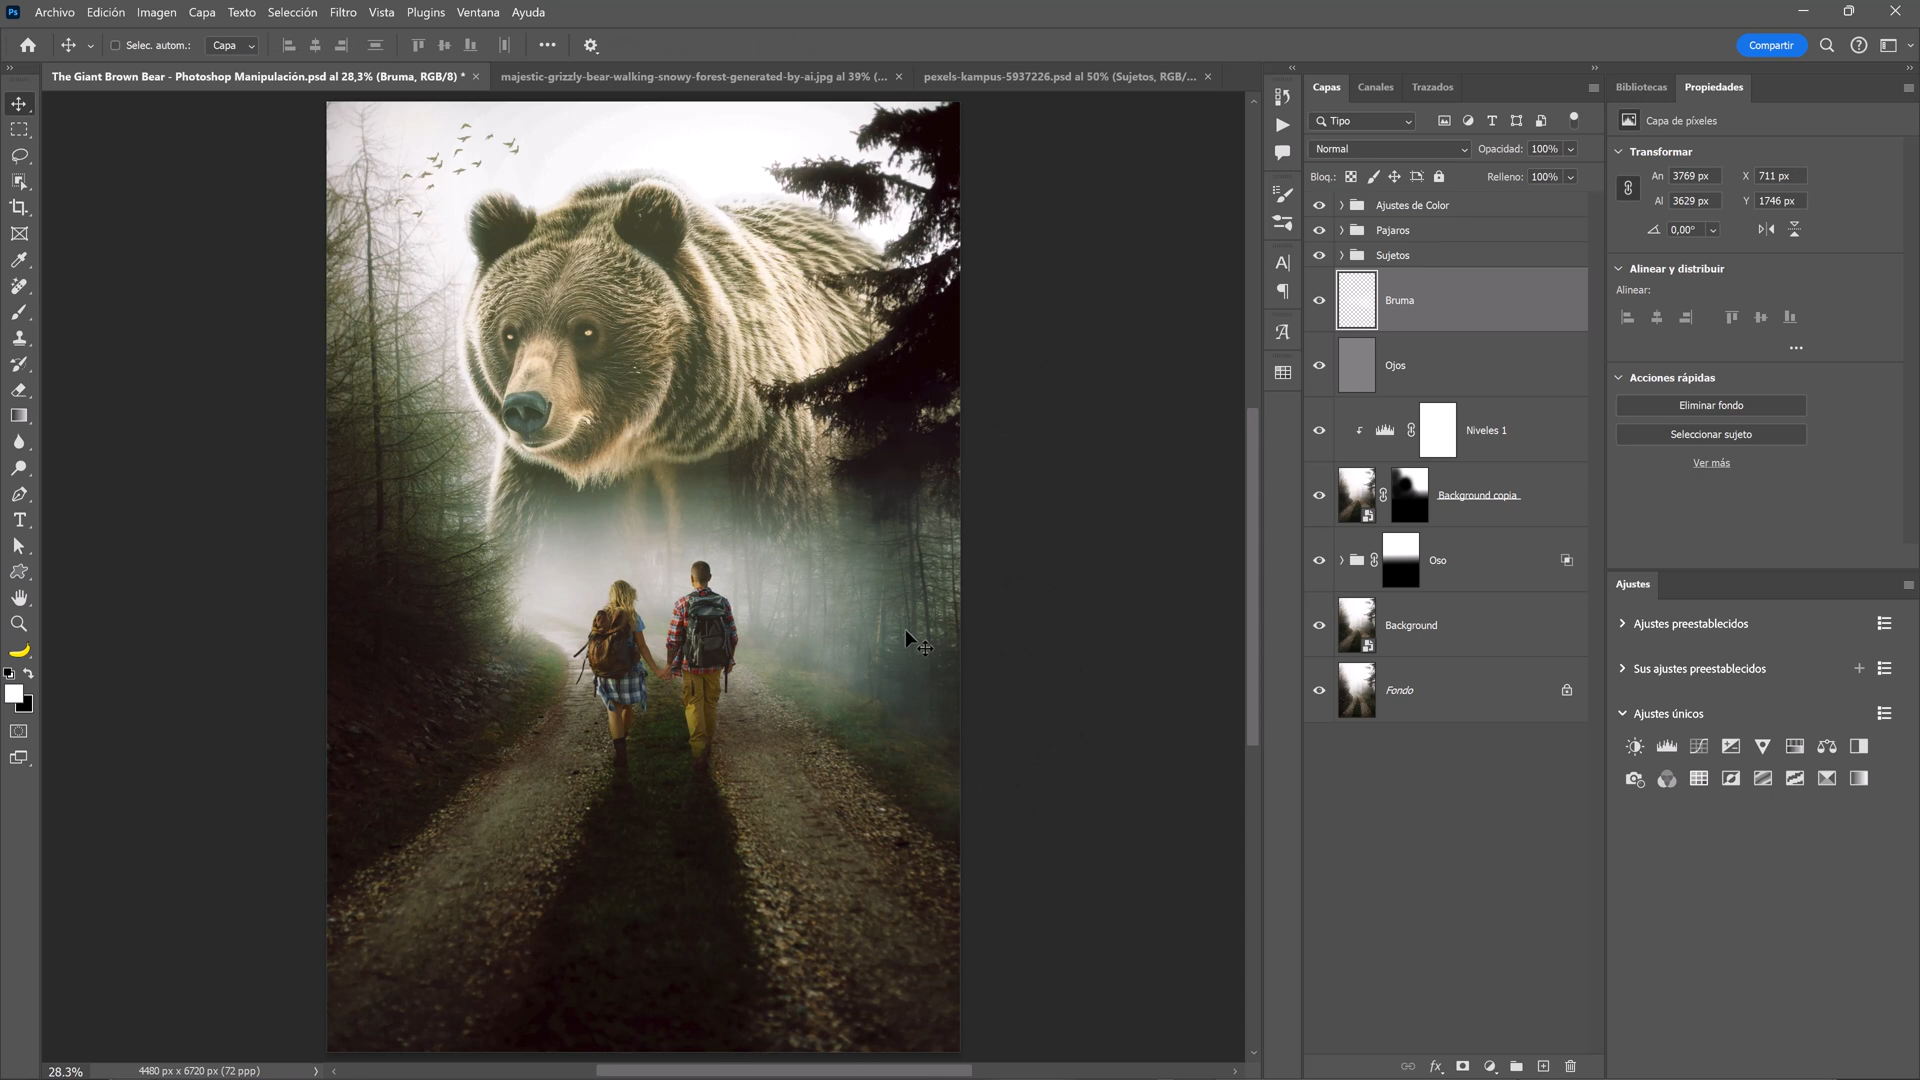 Ps Archivo Edición Imagen Capa Texto Selección Filtro Vista Plugins Ventana Ayuda
Selec. autom.: Capa Compartir
The Giant Brown Bear - Photoshop Manipulación.psd al 28,3% (Bruma, RGB/8) * majestic-grizzly-bear-walking-snowy-forest-generated-by-ai.jpg al 39% (... pexels-kampus-5937226.psd al 50% (Sujetos, RGB/...
Capas Canales Trazados
Tipo
Normal Opacidad: 100%
Bloq.: Relleno: 100%
Ajustes de Color
Pajaros
Sujetos
Bruma
Ojos
Niveles 1
Background copia
Oso
Background
Fondo
Bibliotecas Propiedades
Capa de píxeles
Transformar
An 3769 px X 711 px
Al 3629 px Y 1746 px
0,00°
Alinear y distribuir
Alinear:
Acciones rápidas
Eliminar fondo
Seleccionar sujeto
Ver más
Ajustes
Ajustes preestablecidos
Sus ajustes preestablecidos
Ajustes únicos
28.3% 4480 px x 6720 px (72 ppp)